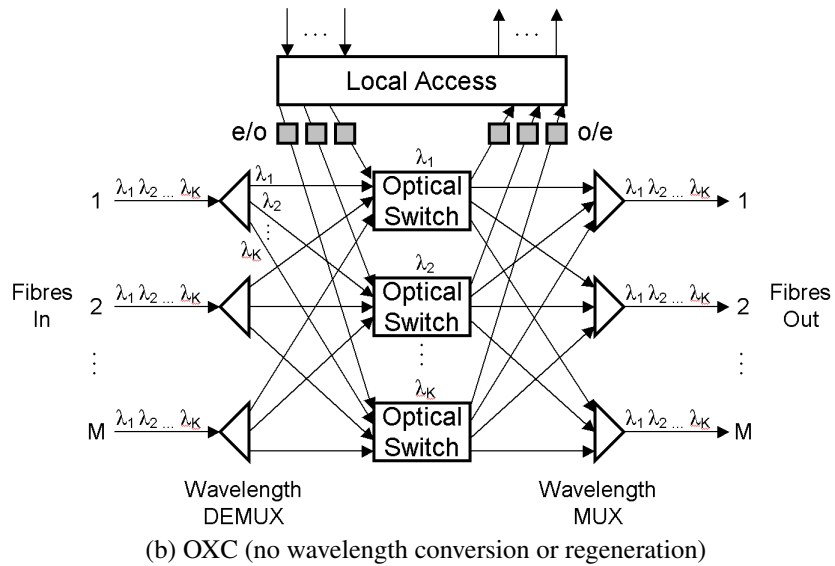 ... ...
Local Access
e/o o/e
λ1
λ1
Optical
Switch
λ1 λ2 ... λK
λ1 λ2 ... λK
1
1
λ2
...
λK
λ2
Fibres
In
2
λ1 λ2 ... λK
Optical
Switch
λ1 λ2 ... λK
2
Fibres
Out
...
...
...
λK
M
λ1 λ2 ... λK
Optical
Switch
λ1 λ2 ... λK
M
Wavelength
DEMUX
Wavelength
MUX
(b) OXC (no wavelength conversion or regeneration)